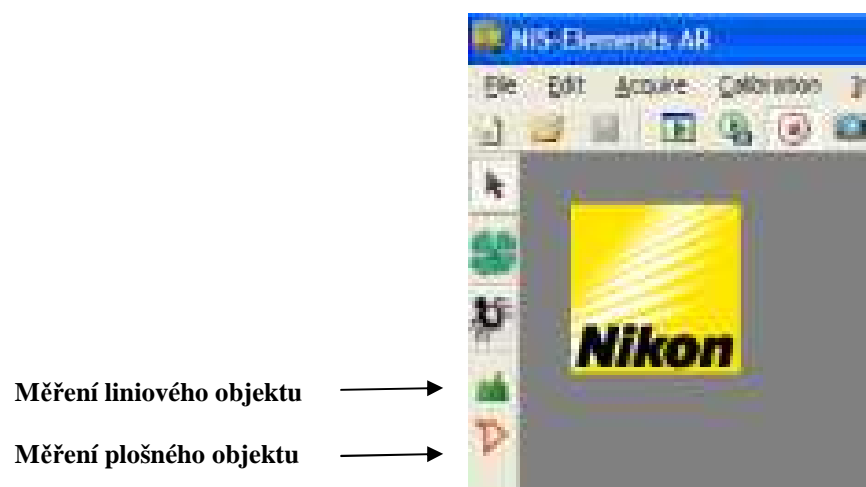 NIS-Elements AR
File Edit Acquire Calibration
Nikon
Měření liniového objektu
Měření plošného objektu